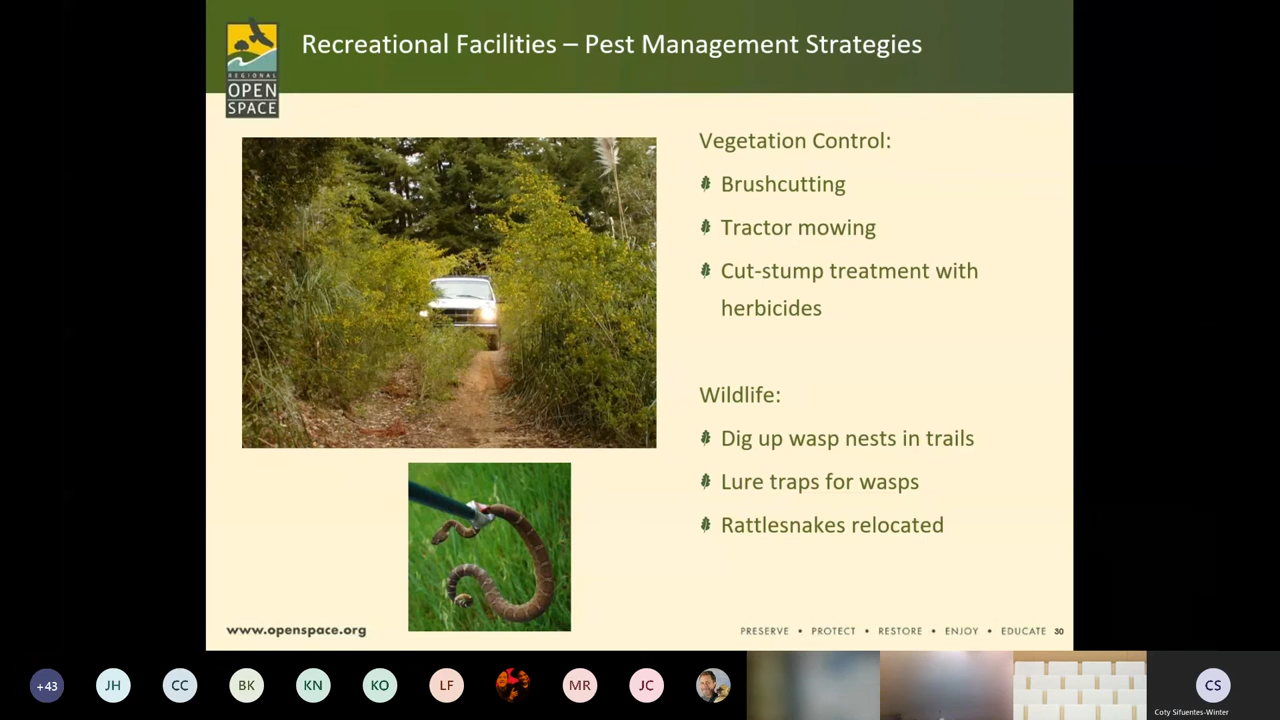 Recreational Facilities – Pest Management Strategies
REGIONAL
OPEN
SPACE
Vegetation Control:
Brushcutting
Tractor mowing
Cut-stump treatment with
herbicides
Wildlife:
Dig up wasp nests in trails
Lure traps for wasps
Rattlesnakes relocated
www.openspace.org
PRESERVE • PROTECT • RESTORE • ENJOY • EDUCATE 30
+43
JH
CC
BK
KN
KO
LF
MR
JC
CS
Coty Sifuentes-Winter